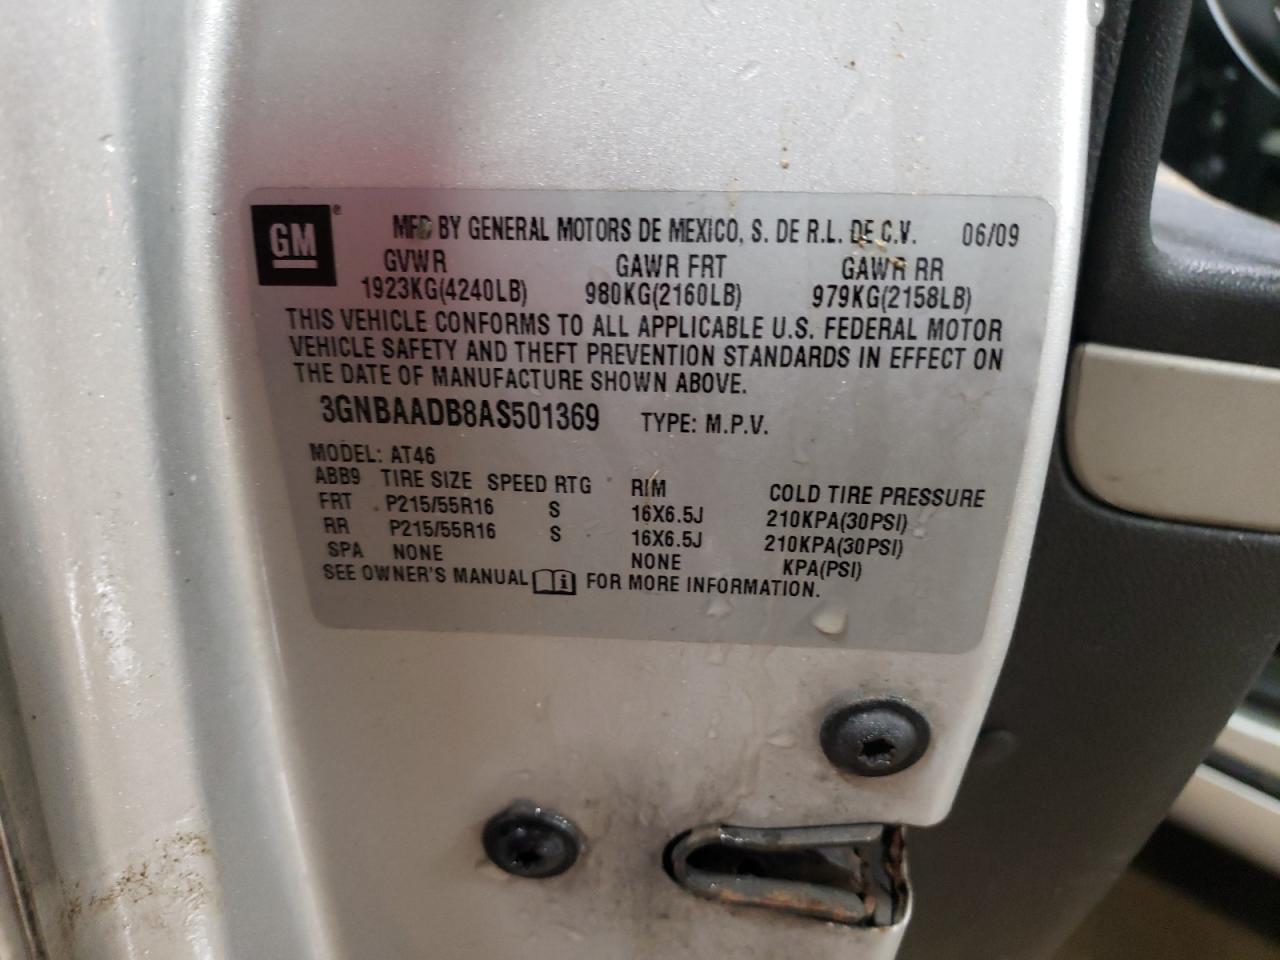 GM ® MFD BY GENERAL MOTORS DE MEXICO, S. DE R.L. DE C.V. 06/09
GVWR GAWR FRT GAWR RR
1923KG(4240LB) 980KG(2160LB) 979KG(2158LB)
THIS VEHICLE CONFORMS TO ALL APPLICABLE U.S. FEDERAL MOTOR
VEHICLE SAFETY AND THEFT PREVENTION STANDARDS IN EFFECT ON
THE DATE OF MANUFACTURE SHOWN ABOVE.
3GNBAADB8AS501369 TYPE: M.P.V.
MODEL: AT46
ABB9 TIRE SIZE SPEED RTG RIM COLD TIRE PRESSURE
FRT P215/55R16 S 16X6.5J 210KPA(30PSI)
RR P215/55R16 S 16X6.5J 210KPA(30PSI)
SPA NONE NONE KPA(PSI)
SEE OWNER'S MANUAL i FOR MORE INFORMATION.